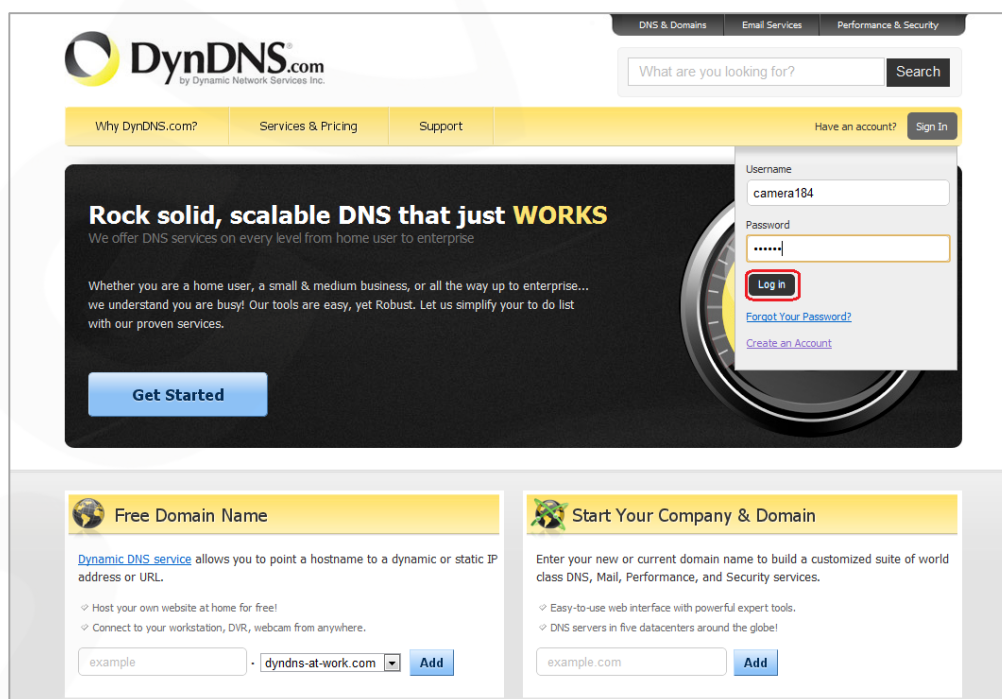 DNS & Domains Email Services Performance & Security
DynDNS.com
by Dynamic Network Services Inc.
What are you looking for? Search
Why DynDNS.com? Services & Pricing Support Have an account? Sign In
Username
camera184
Password
••••••
Log in
Forgot Your Password?
Create an Account
Rock solid, scalable DNS that just WORKS
We offer DNS services on every level from home user to enterprise
Whether you are a home user, a small & medium business, or all the way up to enterprise...
we understand you are busy! Our tools are easy, yet Robust. Let us simplify your to do list
with our proven services.
Get Started
Free Domain Name
Dynamic DNS service allows you to point a hostname to a dynamic or static IP
address or URL.
Host your own website at home for free!
Connect to your workstation, DVR, webcam from anywhere.
example . dyndns-at-work.com Add
Start Your Company & Domain
Enter your new or current domain name to build a customized suite of world
class DNS, Mail, Performance, and Security services.
Easy-to-use web interface with powerful expert tools.
DNS servers in five datacenters around the globe!
example.com Add